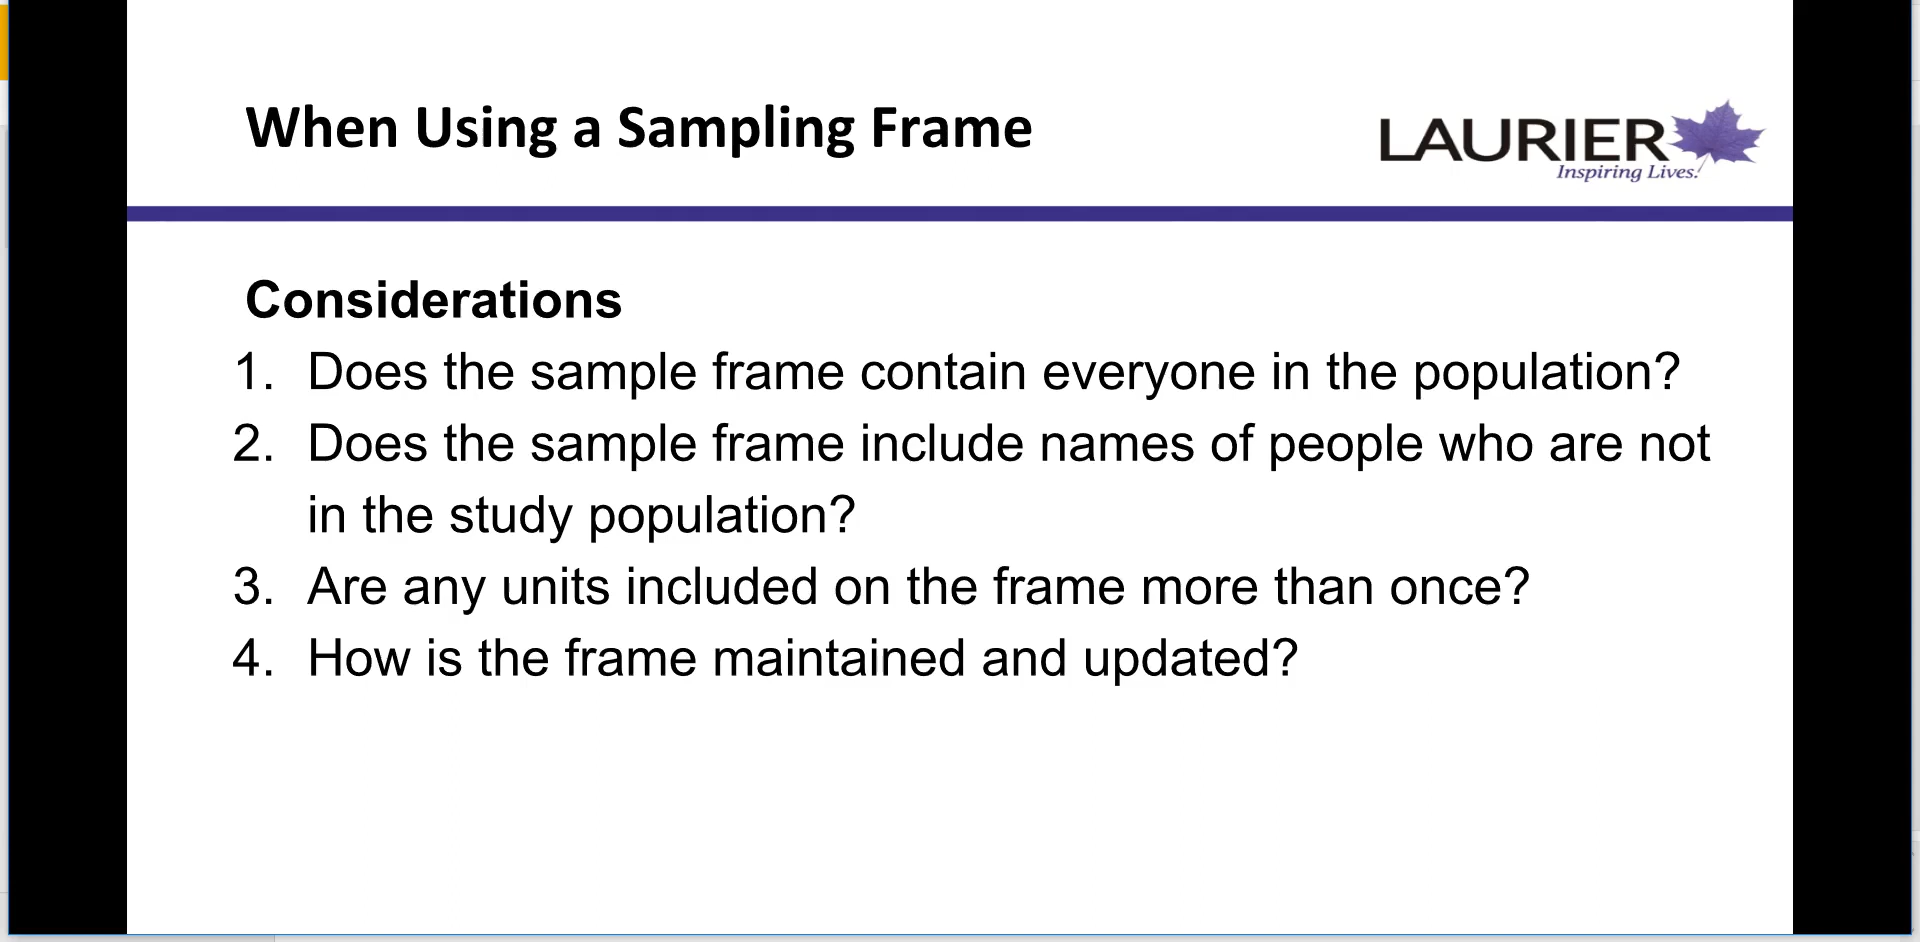 When Using a Sampling Frame
LAURIER
Inspiring Lives.
Considerations
1. Does the sample frame contain everyone in the population?
2. Does the sample frame include names of people who are not
in the study population?
3. Are any units included on the frame more than once?
4. How is the frame maintained and updated?